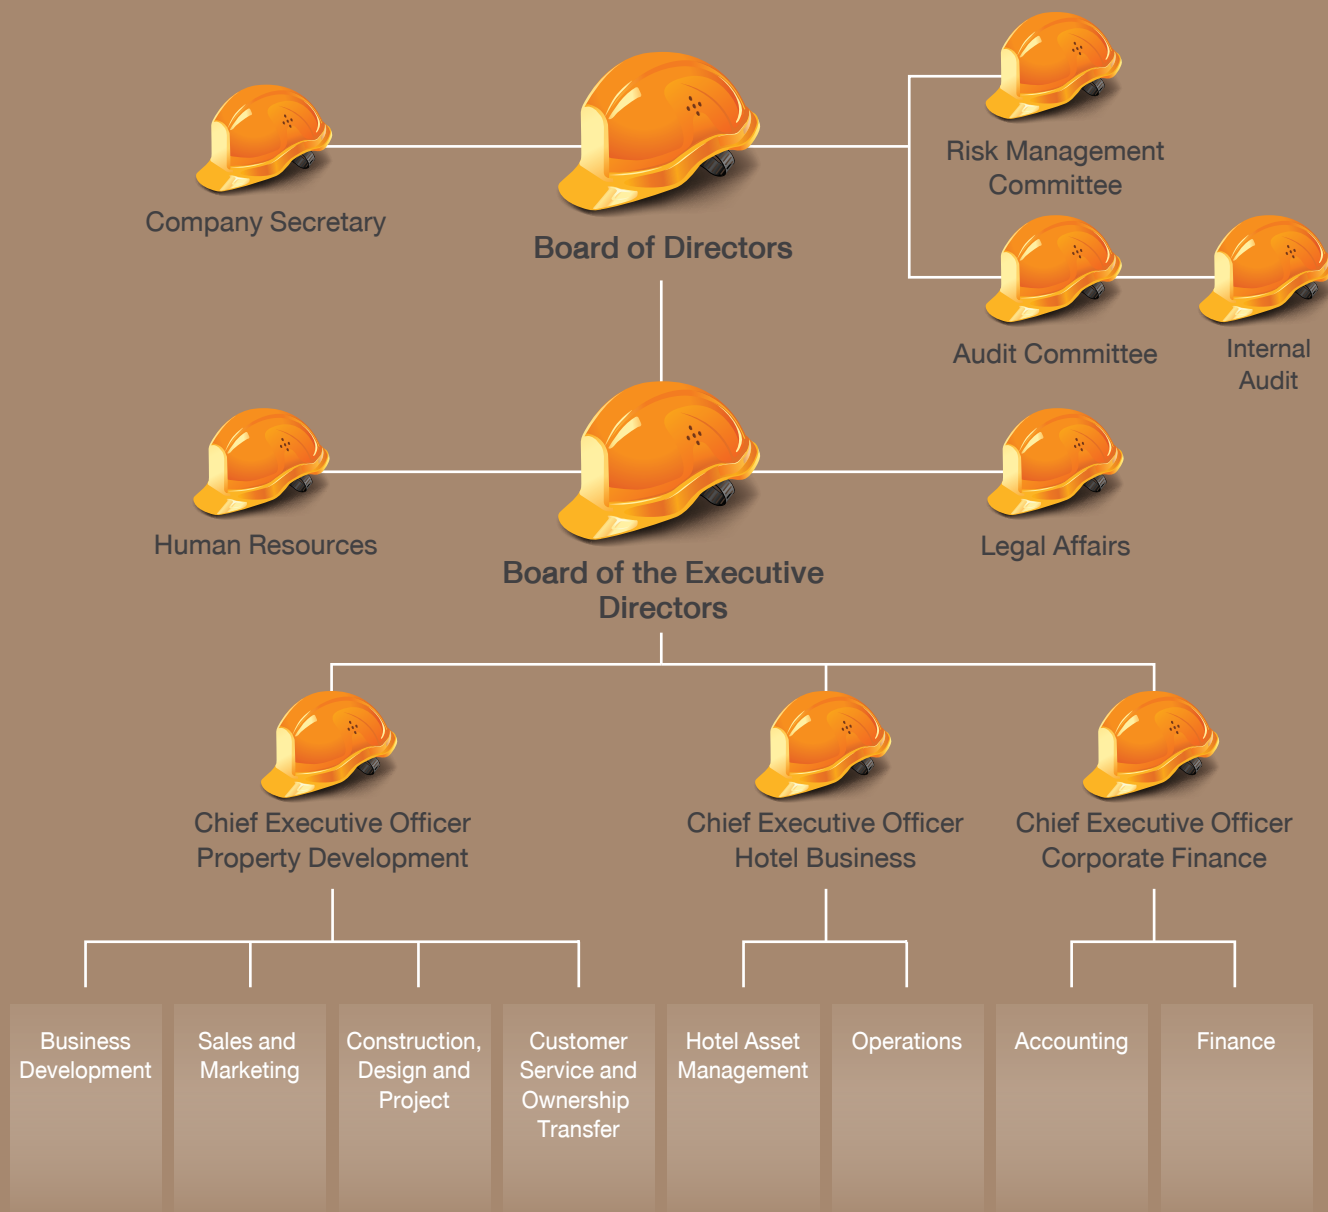 Risk Management
Committee
Company Secretary
Board of Directors
Audit Committee
Internal
Audit
Human Resources
Legal Affairs
Board of the Executive
Directors
Chief Executive Officer
Property Development
Chief Executive Officer
Hotel Business
Chief Executive Officer
Corporate Finance
Business
Development
Sales and
Marketing
Construction,
Design and
Project
Customer
Service and
Ownership
Transfer
Hotel Asset
Management
Operations
Accounting
Finance